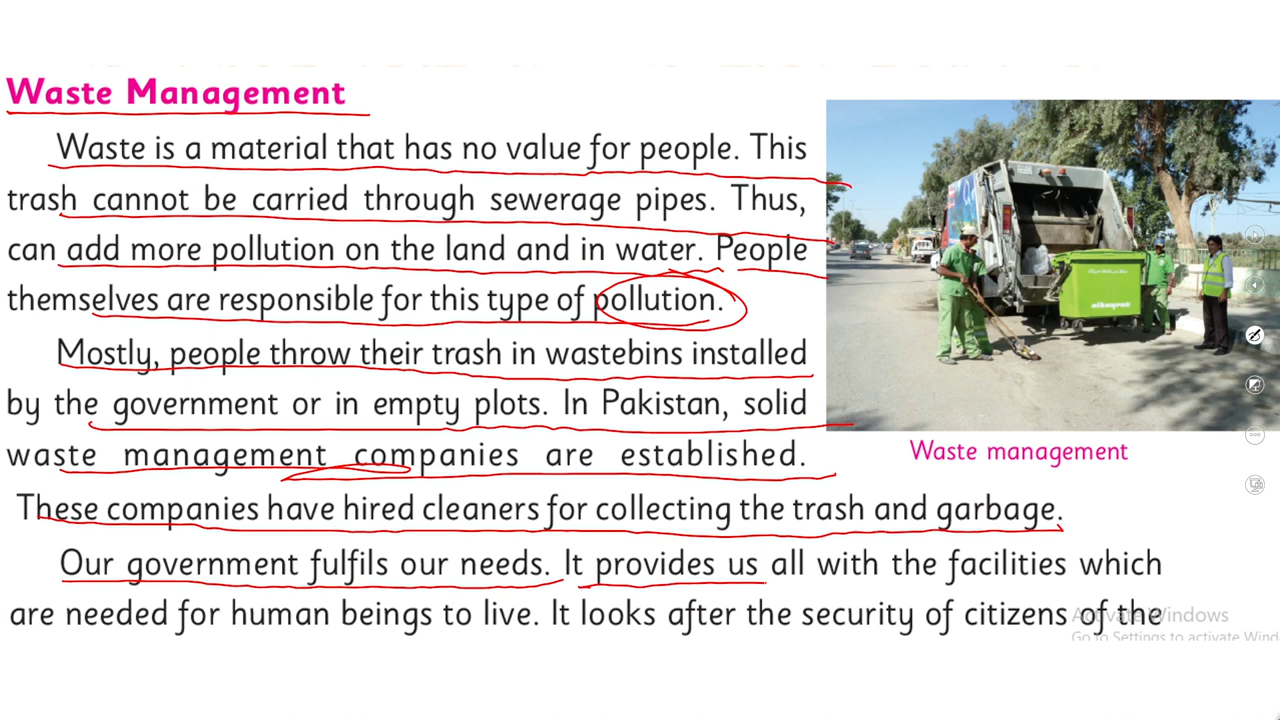 Waste Management
Waste is a material that has no value for people. This
trash cannot be carried through sewerage pipes. Thus,
can add more pollution on the land and in water. People
themselves are responsible for this type of pollution.
Mostly, people throw their trash in wastebins installed
by the government or in empty plots. In Pakistan, solid
waste management companies are established.
These companies have hired cleaners for collecting the trash and garbage.
Our government fulfils our needs. It provides us all with the facilities which
are needed for human beings to live. It looks after the security of citizens of the
albayrak
Waste management
Activate Windows
Go to Settings to activate Wind